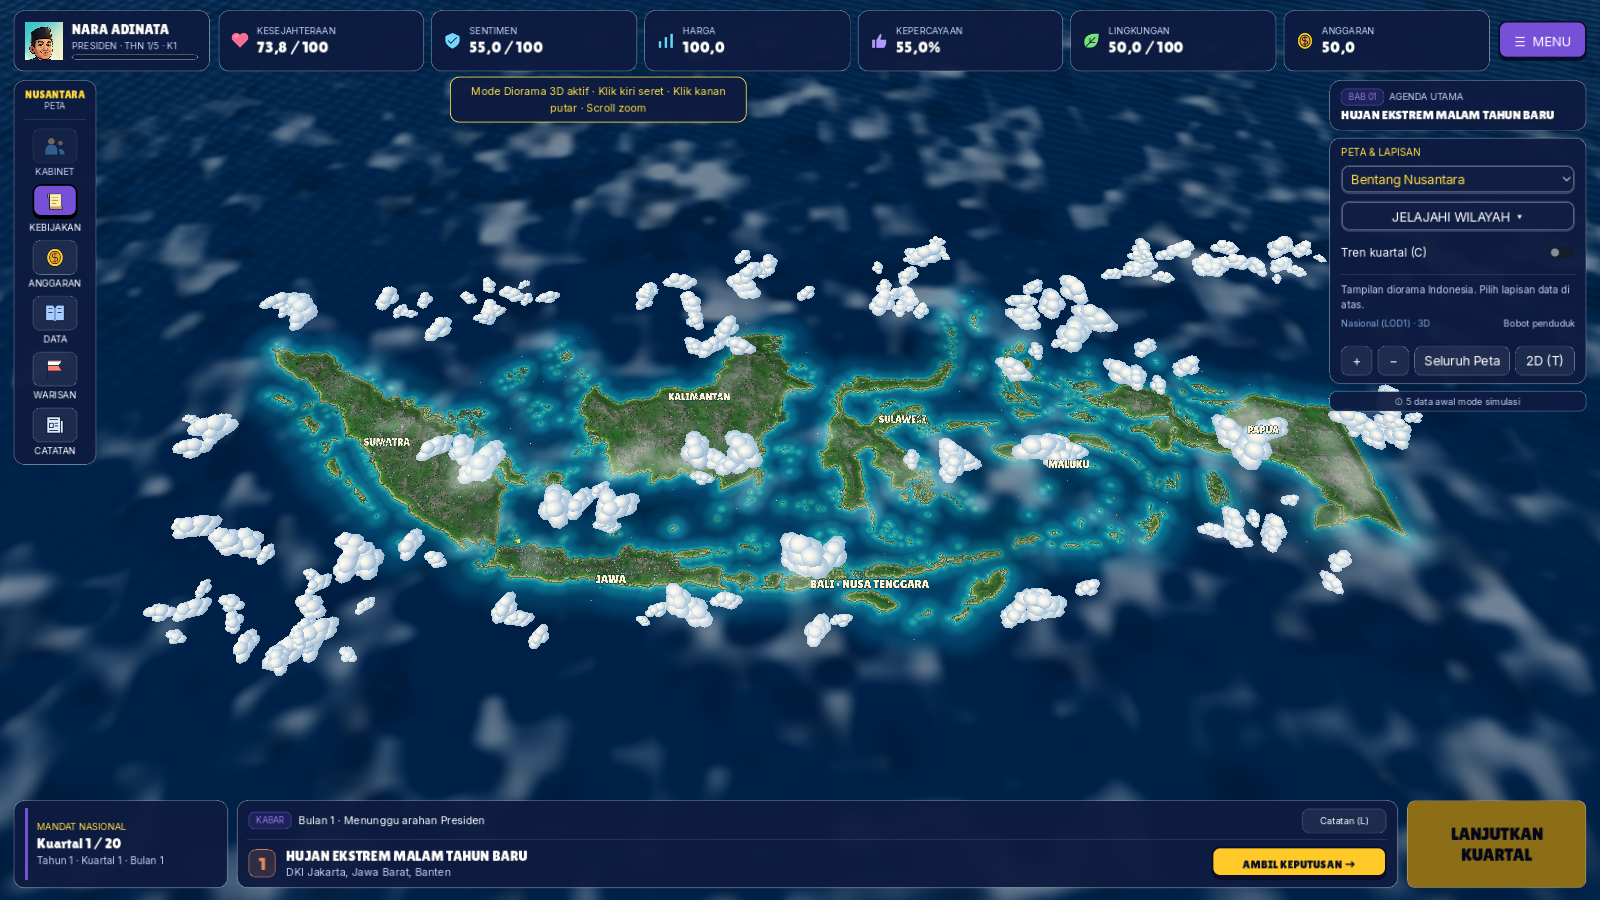 NARA ADINATA
PRESIDEN · THN 1/5 · K1
KESEJAHTERAAN
73,8 / 100
SENTIMEN
55,0 / 100
HARGA
100,0
KEPERCAYAAN
55,0%
LINGKUNGAN
50,0 / 100
ANGGARAN
50,0
☰ MENU
Mode Diorama 3D aktif · Klik kiri seret · Klik kanan
putar · Scroll zoom
NUSANTARA
PETA
KABINET
KEBIJAKAN
ANGGARAN
DATA
WARISAN
CATATAN
BAB 01 AGENDA UTAMA
HUJAN EKSTREM MALAM TAHUN BARU
PETA & LAPISAN
Bentang Nusantara
JELAJAHI WILAYAH ▾
Tren kuartal (C)
Tampilan diorama Indonesia. Pilih lapisan data di
atas.
Nasional (LOD1) · 3D
Bobot penduduk
+
−
Seluruh Peta
2D (T)
⊙ 5 data awal mode simulasi
SUMATRA
KALIMANTAN
SULAWESI
MALUKU
PAPUA
JAWA
BALI · NUSA TENGGARA
MANDAT NASIONAL
Kuartal 1 / 20
Tahun 1 · Kuartal 1 · Bulan 1
KABAR Bulan 1 · Menunggu arahan Presiden
Catatan (L)
1
HUJAN EKSTREM MALAM TAHUN BARU
DKI Jakarta, Jawa Barat, Banten
AMBIL KEPUTUSAN →
LANJUTKAN
KUARTAL